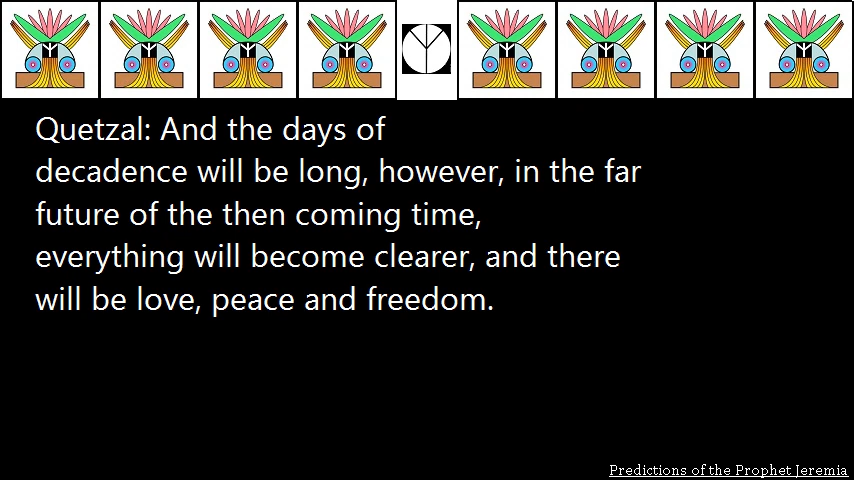 Quetzal: And the days of
decadence will be long, however, in the far
future of the then coming time,
everything will become clearer, and there
will be love, peace and freedom.
Predictions of the Prophet Jeremia